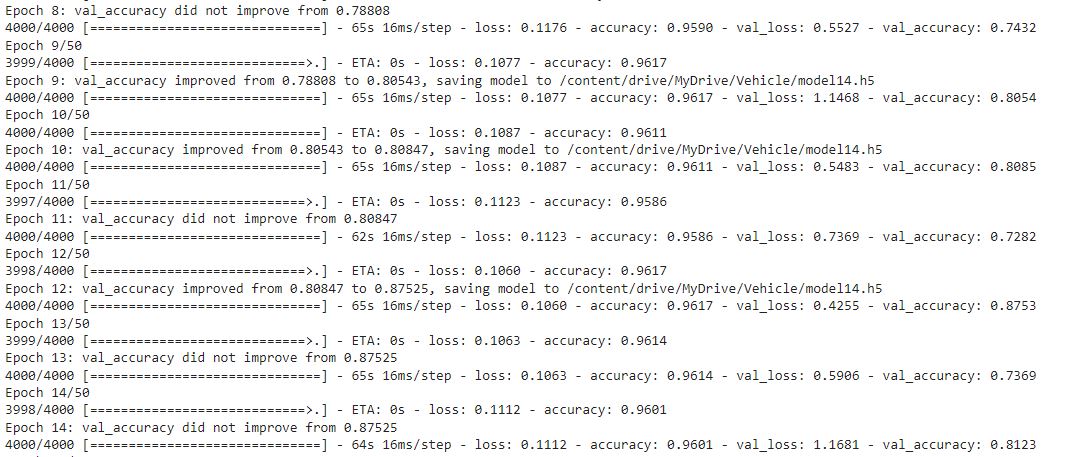 Epoch 8: val_accuracy did not improve from 0.78808
4000/4000 [==============================] - 65s 16ms/step - loss: 0.1176 - accuracy: 0.9590 - val_loss: 0.5527 - val_accuracy: 0.7432
Epoch 9/50
3999/4000 [============================>.] - ETA: 0s - loss: 0.1077 - accuracy: 0.9617
Epoch 9: val_accuracy improved from 0.78808 to 0.80543, saving model to /content/drive/MyDrive/Vehicle/model14.h5
4000/4000 [==============================] - 65s 16ms/step - loss: 0.1077 - accuracy: 0.9617 - val_loss: 1.1468 - val_accuracy: 0.8054
Epoch 10/50
4000/4000 [==============================] - ETA: 0s - loss: 0.1087 - accuracy: 0.9611
Epoch 10: val_accuracy improved from 0.80543 to 0.80847, saving model to /content/drive/MyDrive/Vehicle/model14.h5
4000/4000 [==============================] - 65s 16ms/step - loss: 0.1087 - accuracy: 0.9611 - val_loss: 0.5483 - val_accuracy: 0.8085
Epoch 11/50
3997/4000 [============================>.] - ETA: 0s - loss: 0.1123 - accuracy: 0.9586
Epoch 11: val_accuracy did not improve from 0.80847
4000/4000 [==============================] - 62s 16ms/step - loss: 0.1123 - accuracy: 0.9586 - val_loss: 0.7369 - val_accuracy: 0.7282
Epoch 12/50
3998/4000 [============================>.] - ETA: 0s - loss: 0.1060 - accuracy: 0.9617
Epoch 12: val_accuracy improved from 0.80847 to 0.87525, saving model to /content/drive/MyDrive/Vehicle/model14.h5
4000/4000 [==============================] - 65s 16ms/step - loss: 0.1060 - accuracy: 0.9617 - val_loss: 0.4255 - val_accuracy: 0.8753
Epoch 13/50
3999/4000 [============================>.] - ETA: 0s - loss: 0.1063 - accuracy: 0.9614
Epoch 13: val_accuracy did not improve from 0.87525
4000/4000 [==============================] - 65s 16ms/step - loss: 0.1063 - accuracy: 0.9614 - val_loss: 0.5906 - val_accuracy: 0.7369
Epoch 14/50
3998/4000 [============================>.] - ETA: 0s - loss: 0.1112 - accuracy: 0.9601
Epoch 14: val_accuracy did not improve from 0.87525
4000/4000 [==============================] - 64s 16ms/step - loss: 0.1112 - accuracy: 0.9601 - val_loss: 1.1681 - val_accuracy: 0.8123